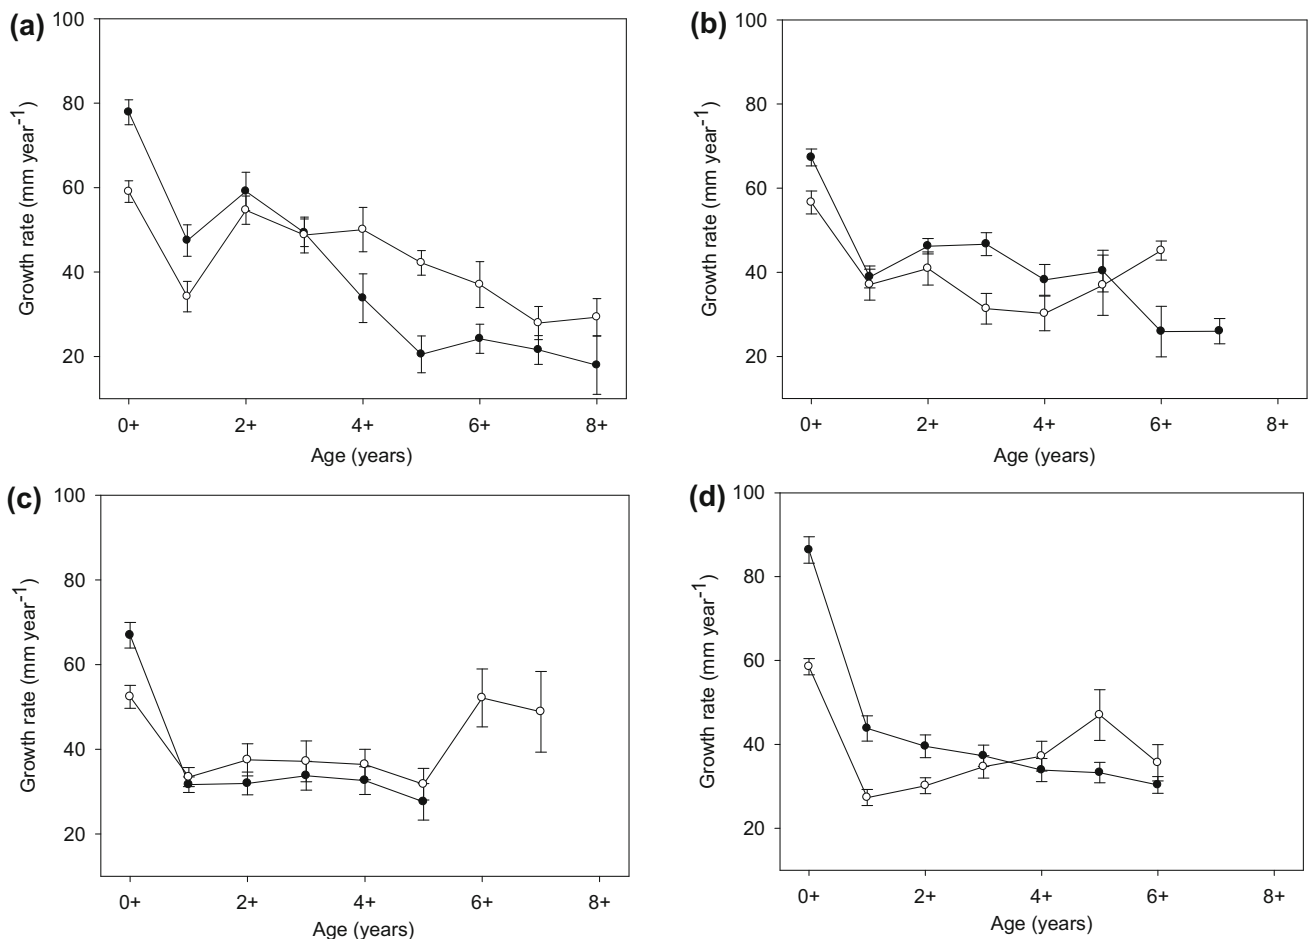 (a)
100
80
60
40
20
Growth rate (mm year-1)
0+ 2+ 4+ 6+ 8+
Age (years)
(b)
100
80
60
40
20
Growth rate (mm year-1)
0+ 2+ 4+ 6+ 8+
Age (years)
(c)
100
80
60
40
20
Growth rate (mm year-1)
0+ 2+ 4+ 6+ 8+
Age (years)
(d)
100
80
60
40
20
Growth rate (mm year-1)
0+ 2+ 4+ 6+ 8+
Age (years)